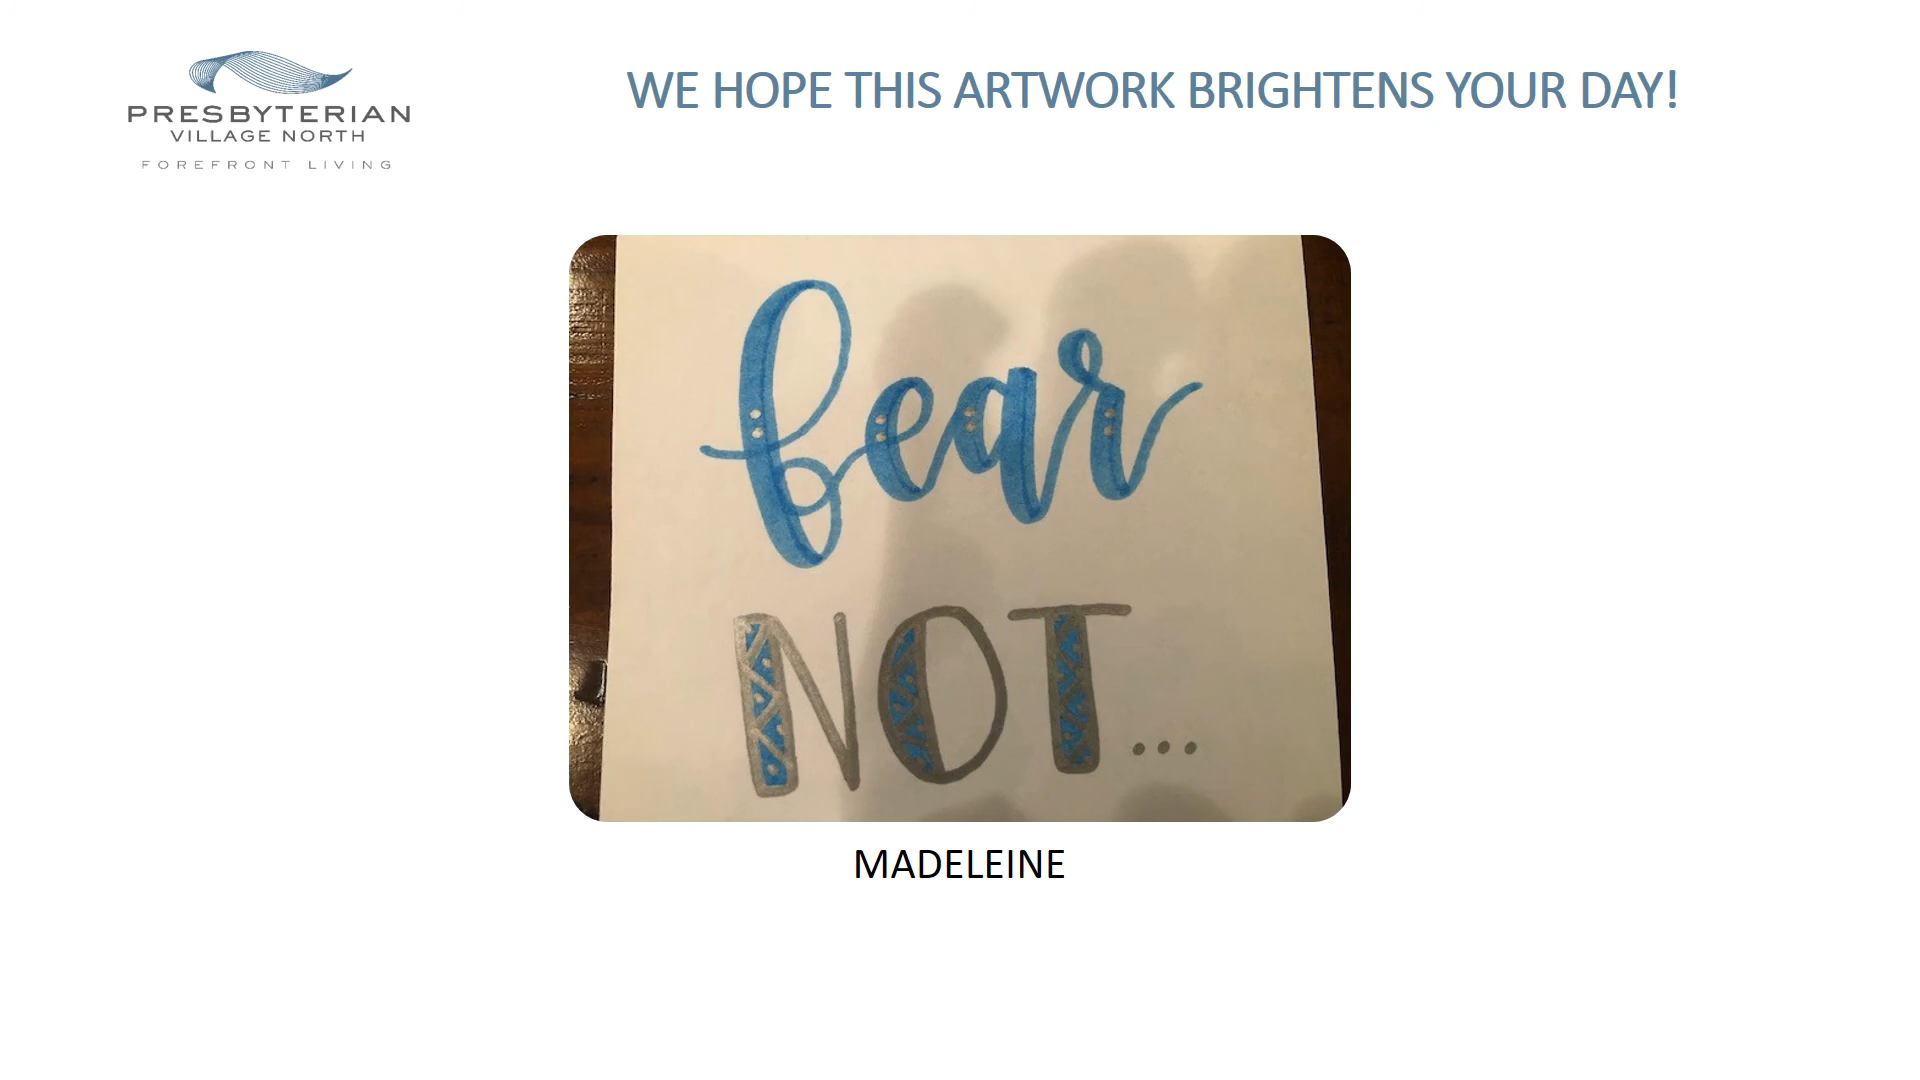 PRESBYTERIAN
VILLAGE NORTH
FOREFRONT LIVING
WE HOPE THIS ARTWORK BRIGHTENS YOUR DAY!
fear
NOT...
MADELEINE